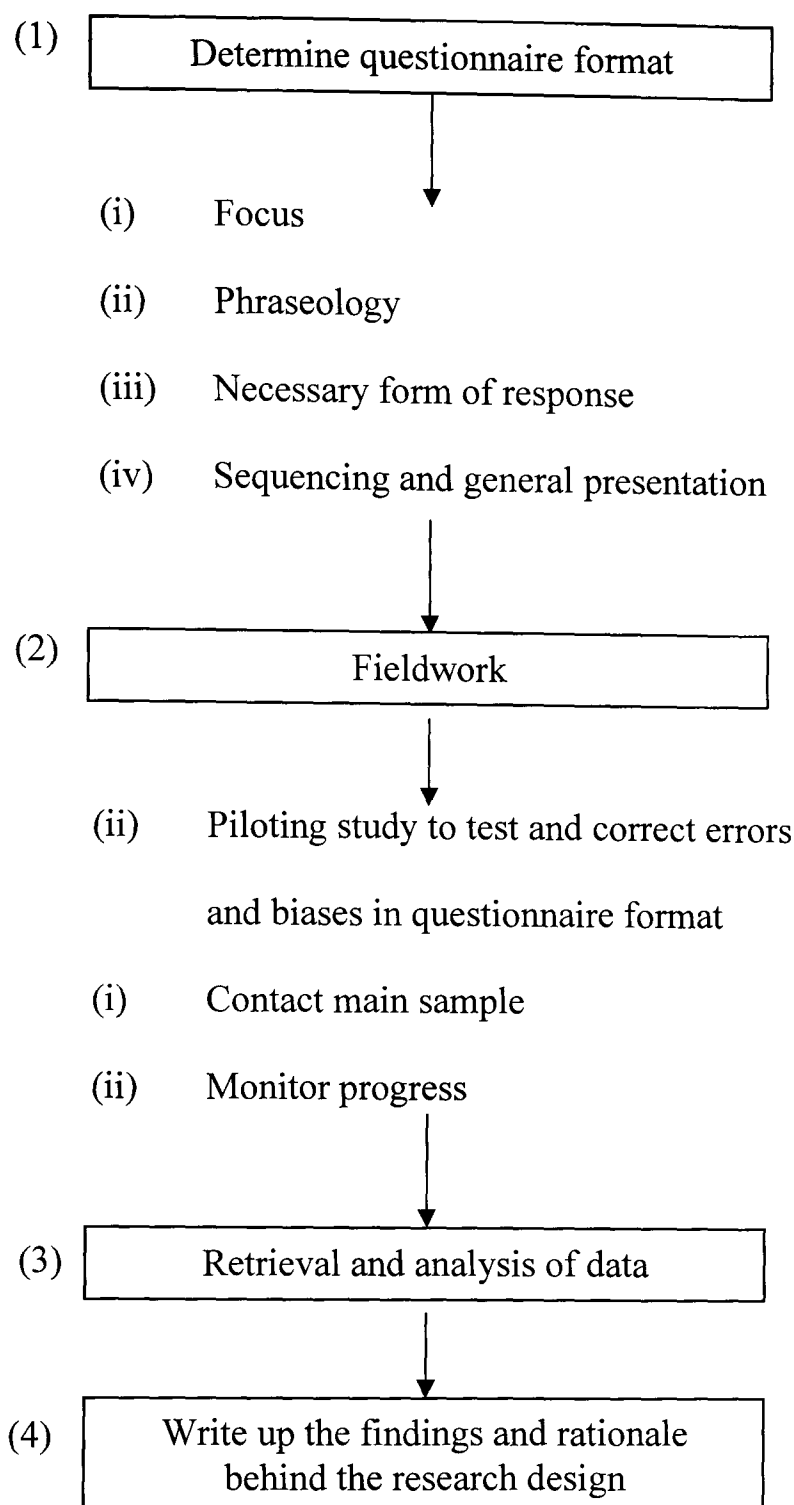 (1) Determine questionnaire format
(i) Focus
(ii) Phraseology
(iii) Necessary form of response
(iv) Sequencing and general presentation
(2) Fieldwork
(ii) Piloting study to test and correct errors
and biases in questionnaire format
(i) Contact main sample
(ii) Monitor progress
(3) Retrieval and analysis of data
(4) Write up the findings and rationale
behind the research design